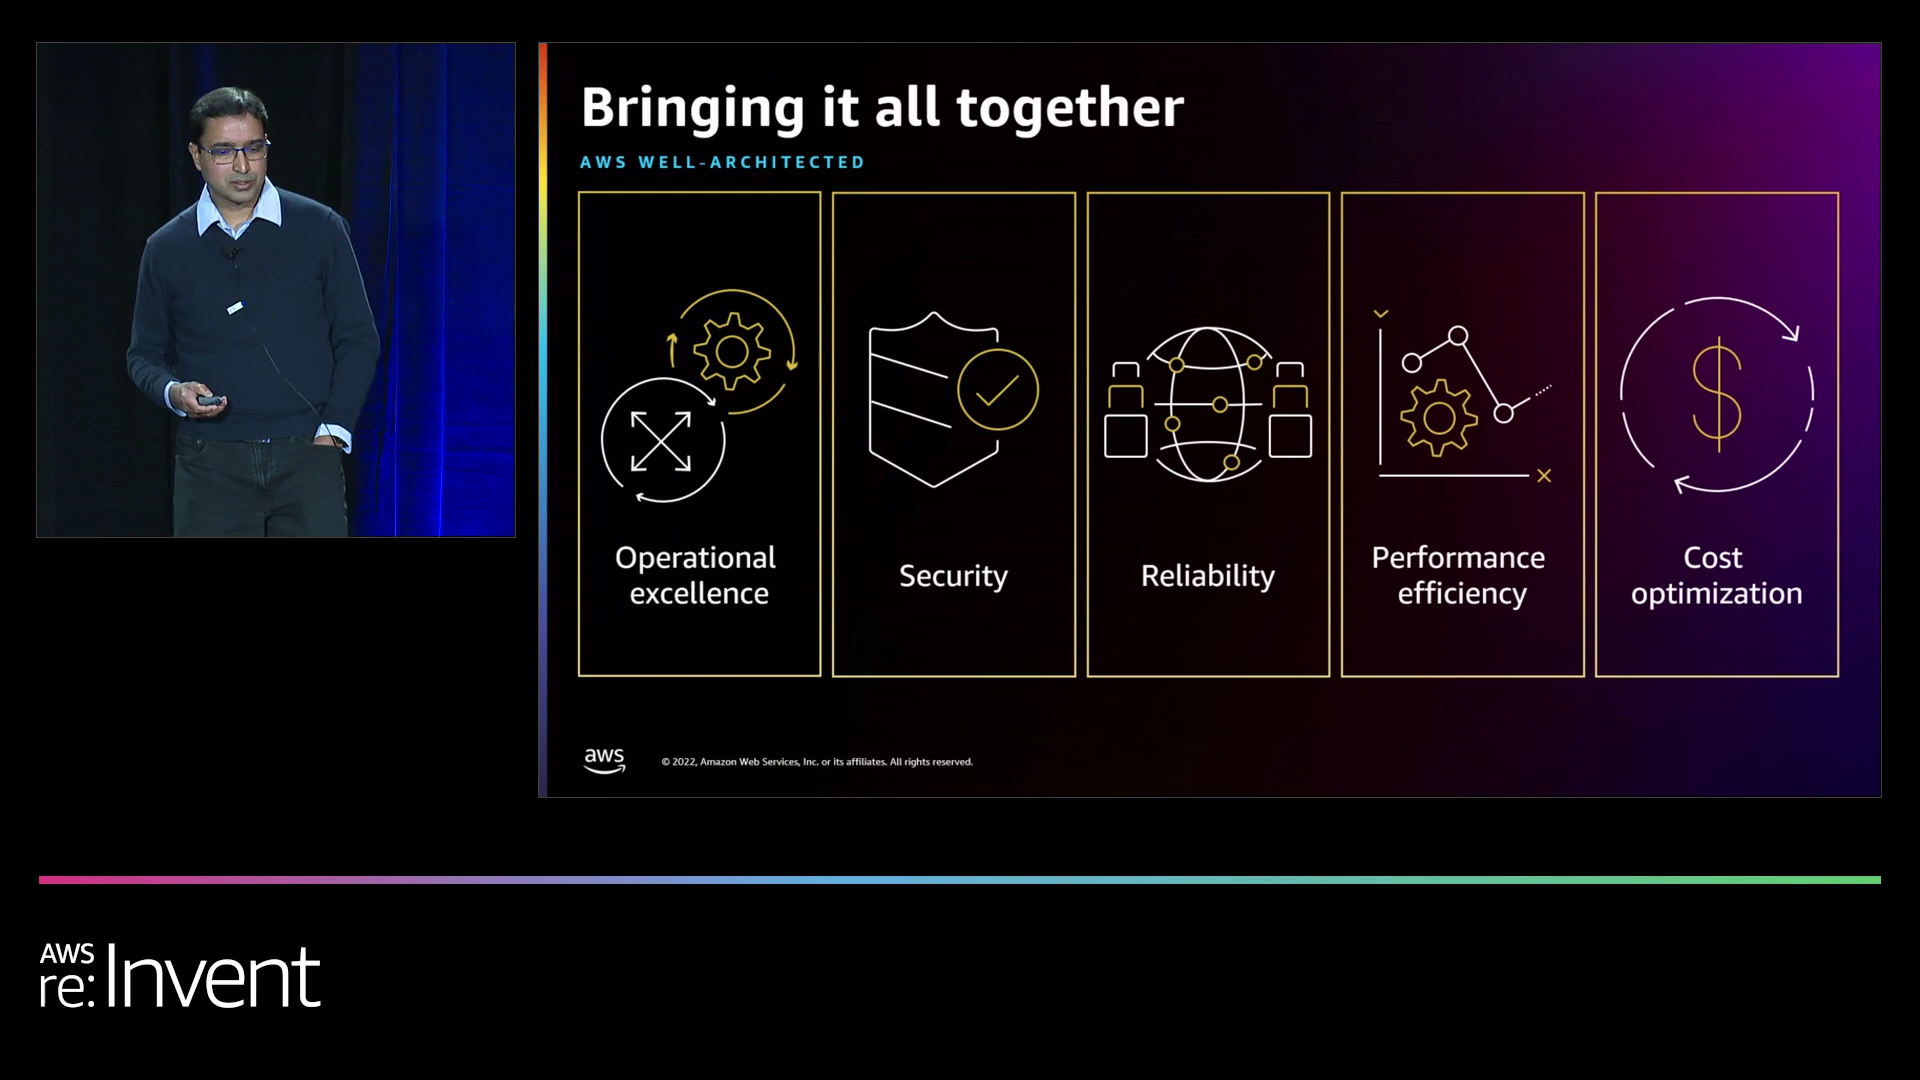 Bringing it all together
AWS WELL-ARCHITECTED
Operational
excellence
Security
Reliability
Performance
efficiency
Cost
optimization
aws
© 2022, Amazon Web Services, Inc. or its affiliates. All rights reserved.
AWS
re:Invent